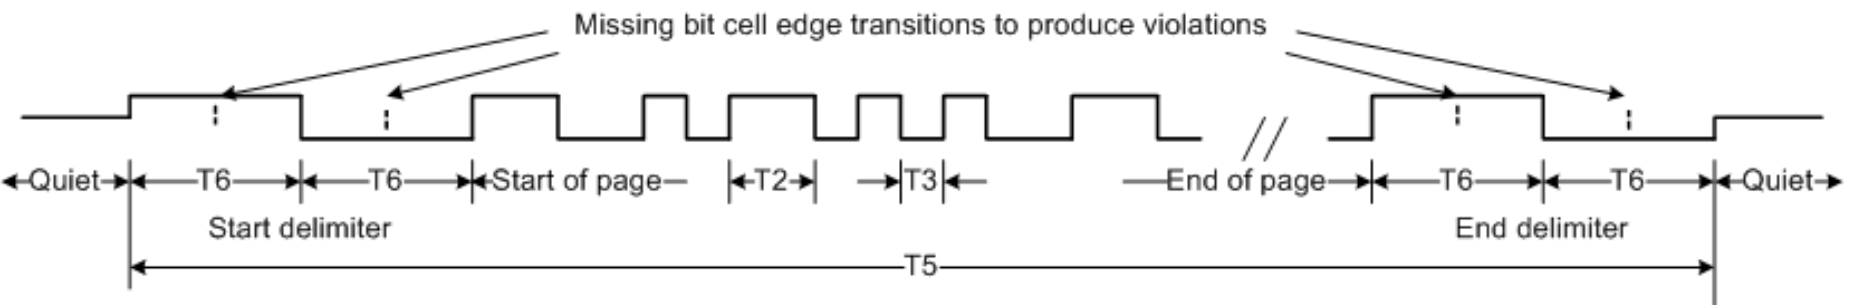 Missing bit cell edge transitions to produce violations
Quiet T6 T6 Start of page T2 T3 End of page T6 T6 Quiet
Start delimiter End delimiter
T5